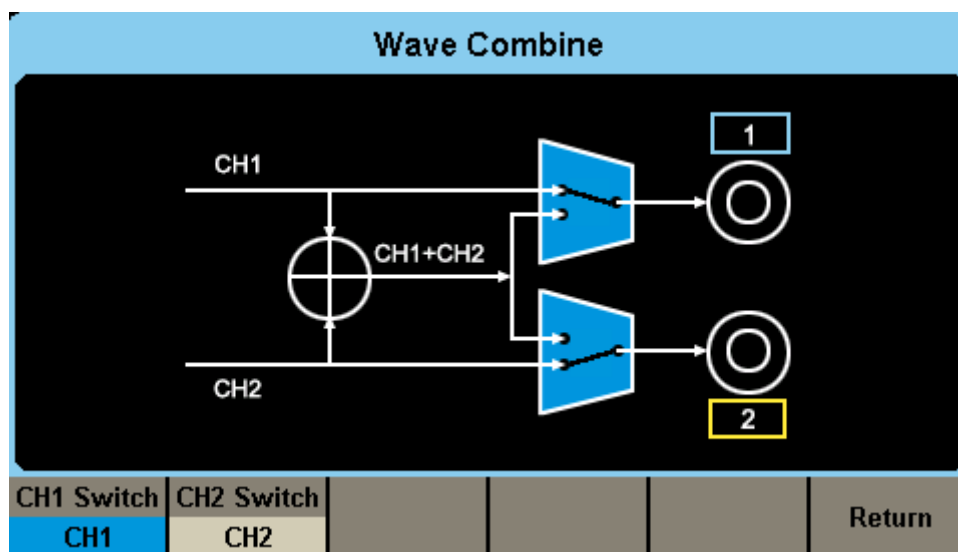 Wave Combine
1
CH1
CH1+CH2
CH2
2
CH1 Switch
CH2 Switch
CH1
CH2
Return